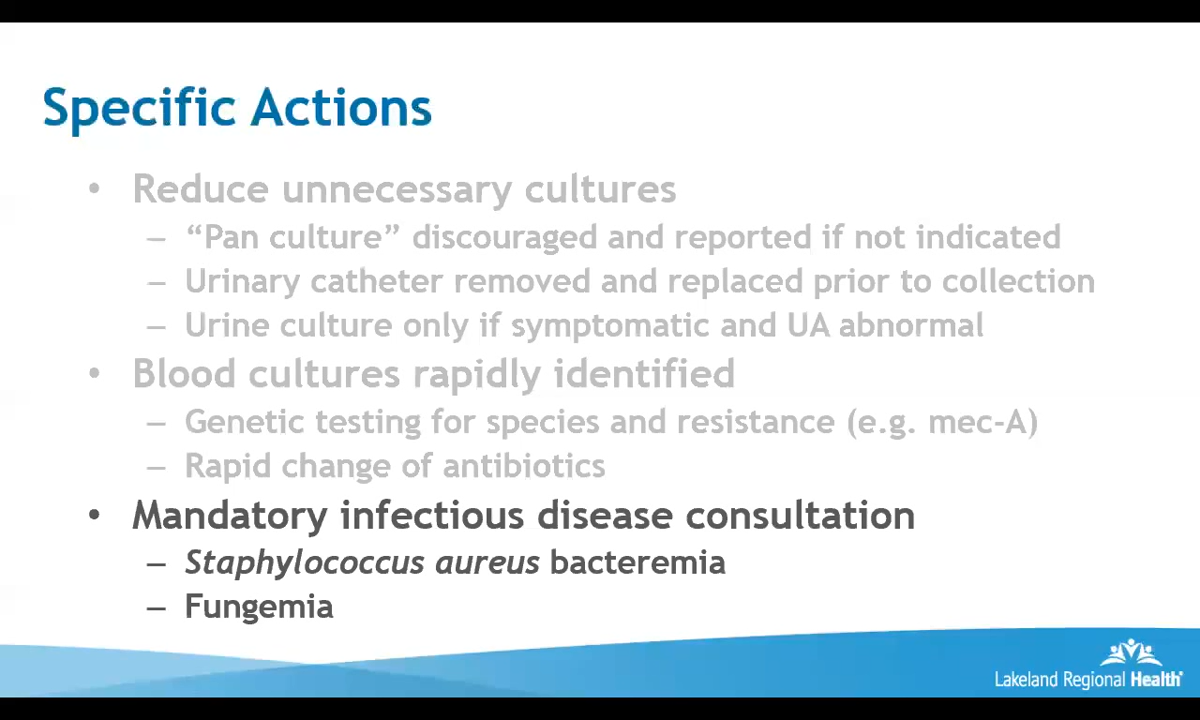 Specific Actions
• Reduce unnecessary cultures
– “Pan culture” discouraged and reported if not indicated
– Urinary catheter removed and replaced prior to collection
– Urine culture only if symptomatic and UA abnormal
• Blood cultures rapidly identified
– Genetic testing for species and resistance (e.g. mec-A)
– Rapid change of antibiotics
• Mandatory infectious disease consultation
– Staphylococcus aureus bacteremia
– Fungemia
Lakeland Regional Health